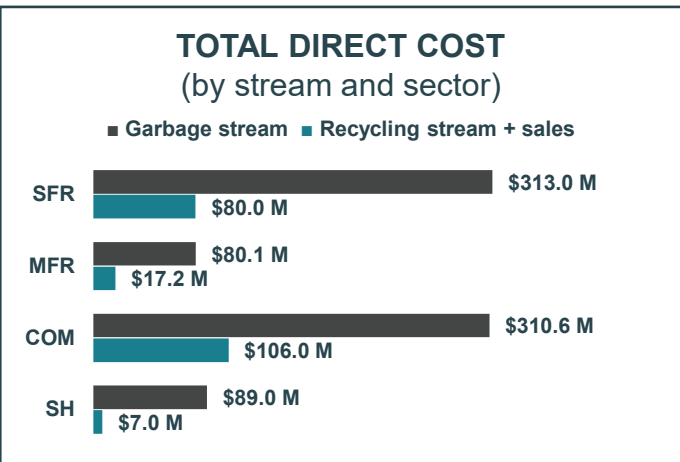 TOTAL DIRECT COST
(by stream and sector)
Garbage stream Recycling stream + sales
SFR
$313.0 M
$80.0 M
MFR
$80.1 M
$17.2 M
COM
$310.6 M
$106.0 M
SH
$89.0 M
$7.0 M